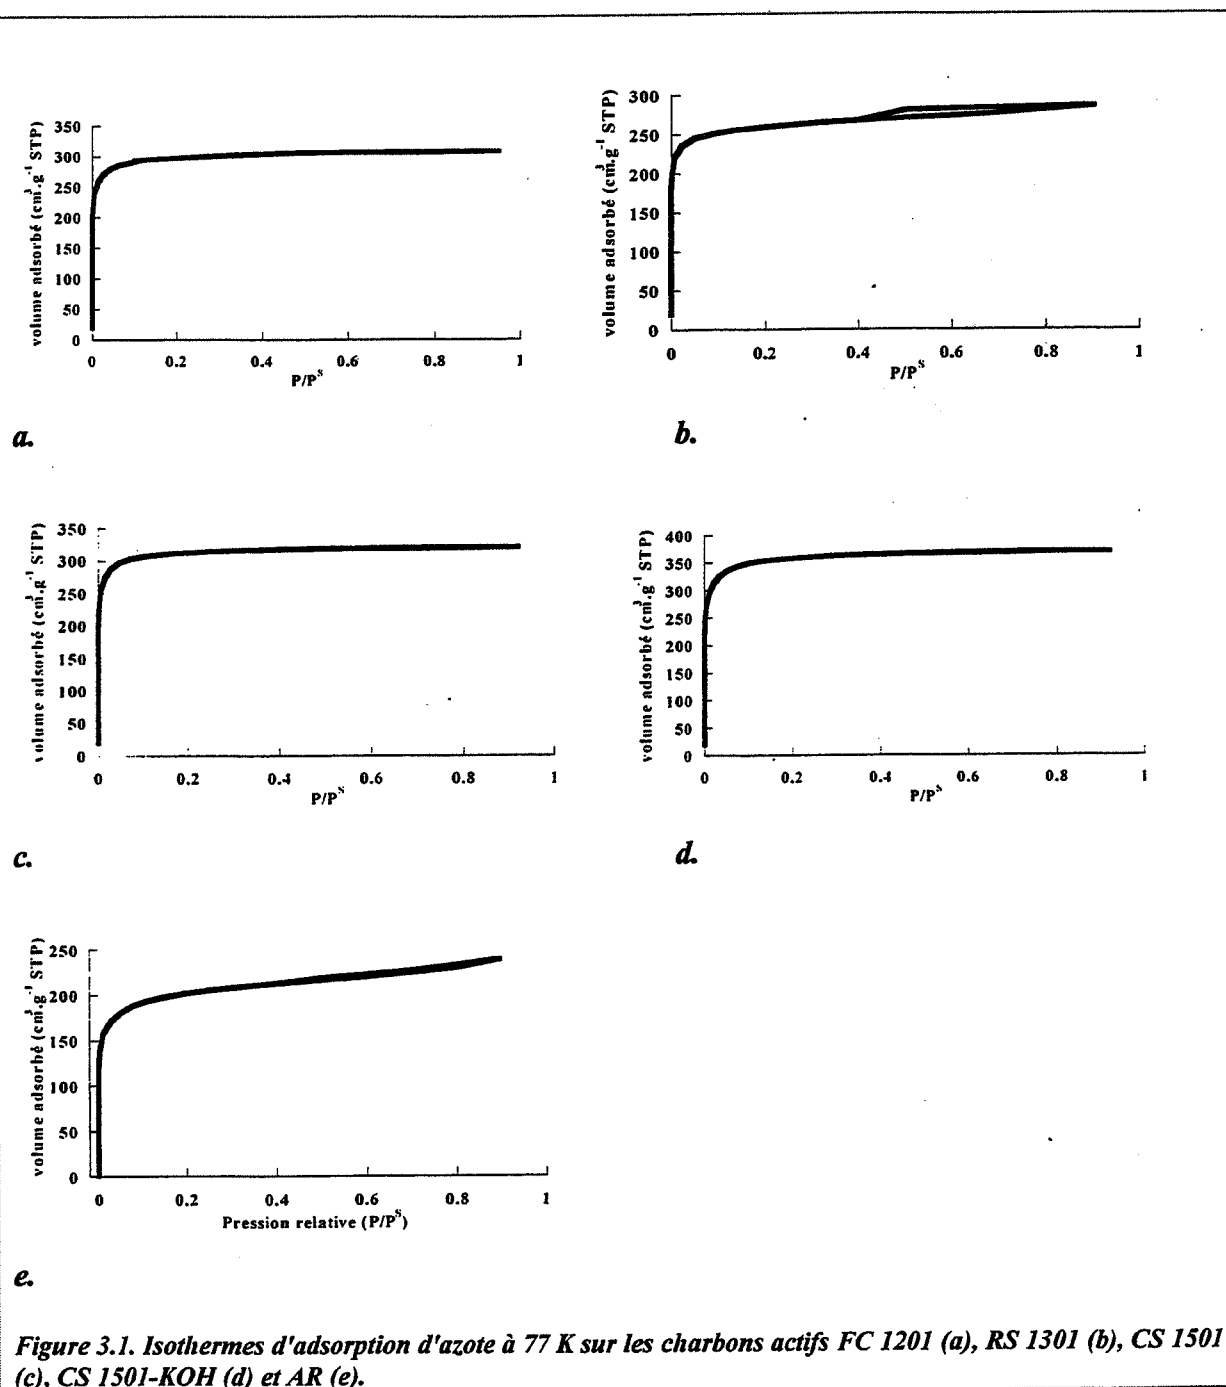 volume adsorbé (cm³.g⁻¹ STP)
350
300
250
200
150
100
50
0
0 0.2 0.4 0.6 0.8 1
P/Pˢ
a.
volume adsorbé (cm³.g⁻¹ STP)
300
250
200
150
100
50
0
0 0.2 0.4 0.6 0.8 1
P/Pˢ
b.
volume adsorbé (cm³.g⁻¹ STP)
350
300
250
200
150
100
50
0
0 0.2 0.4 0.6 0.8 1
P/Pˢ
c.
volume adsorbé (cm³.g⁻¹ STP)
400
350
300
250
200
150
100
50
0
0 0.2 0.4 0.6 0.8 1
P/Pˢ
d.
volume adsorbé (cm³.g⁻¹ STP)
250
200
150
100
50
0
0 0.2 0.4 0.6 0.8 1
Pression relative (P/Pˢ)
e.
Figure 3.1. Isothermes d'adsorption d'azote à 77 K sur les charbons actifs FC 1201 (a), RS 1301 (b), CS 1501
(c), CS 1501-KOH (d) et AR (e).